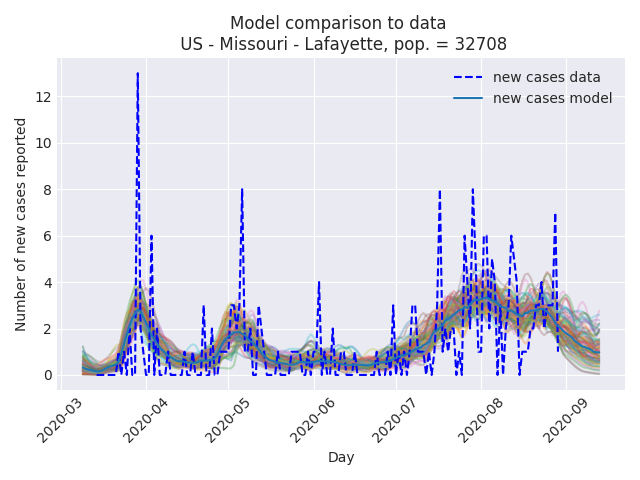 Model comparison to data
US - Missouri - Lafayette, pop. = 32708
new cases data
new cases model
Number of new cases reported
12
10
8
6
4
2
0
2020-03
2020-04
2020-05
2020-06
2020-07
2020-08
2020-09
Day